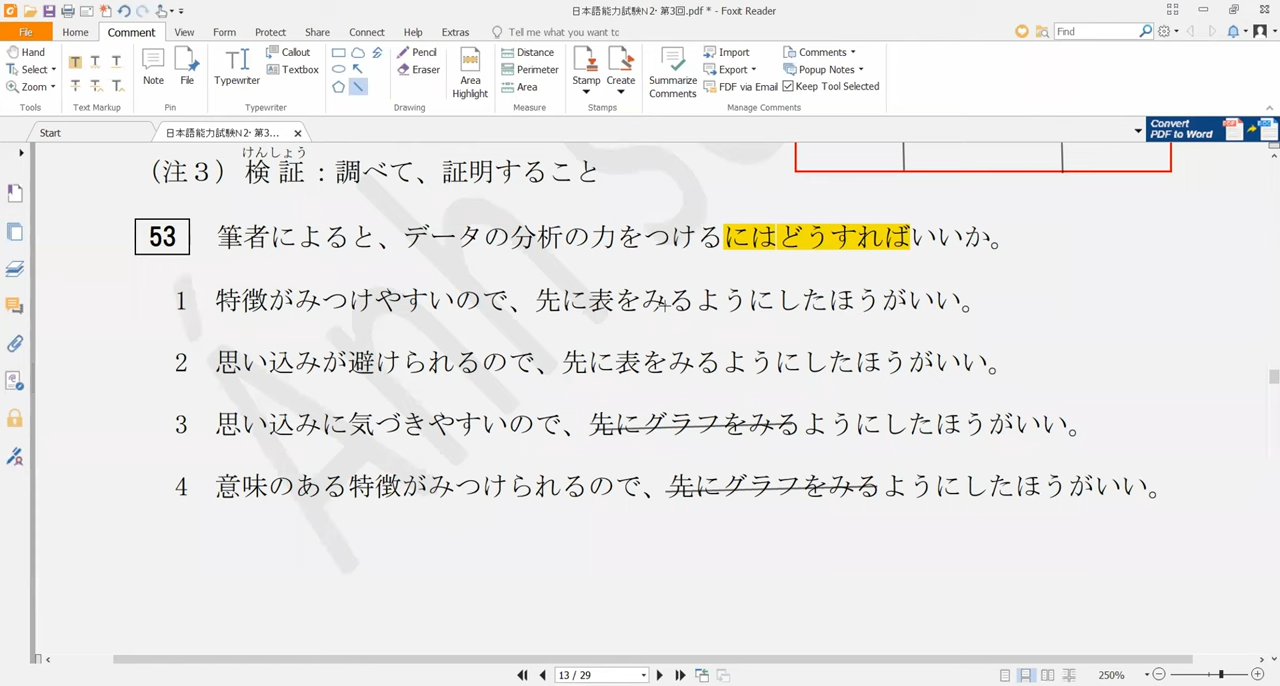 日本語能力試験N2・第3回.pdf * - Foxit Reader
File Home Comment View Form Protect Share Connect Help Extras Tell me what you want tc Find
Hand
Select
Zoom
Tools
Text Markup
Note
File
Pin
Typewriter
Callout
Textbox
Typewriter
Pencil
Eraser
Area Highlight
Drawing
Distance
Perimeter
Area
Measure
Stamp
Create
Stamps
Summarize Comments
Import
Export
FDF via Email
Comments
Popup Notes
Keep Tool Selected
Manage Comments
Start
日本語能力試験N2・第3...
Convert
PDF to Word
けんしょう
(注3)検証:調べて、証明すること
53 筆者によると、データの分析の力をつけるにはどうすればいいか。
1 特徴がみつけやすいので、先に表をみるようにしたほうがいい。
2 思い込みが避けられるので、先に表をみるようにしたほうがいい。
3 思い込みに気づきやすいので、先にグラフをみるようにしたほうがいい。
4 意味のある特徴がみつけられるので、先にグラフをみるようにしたほうがいい。
13 / 29
250%